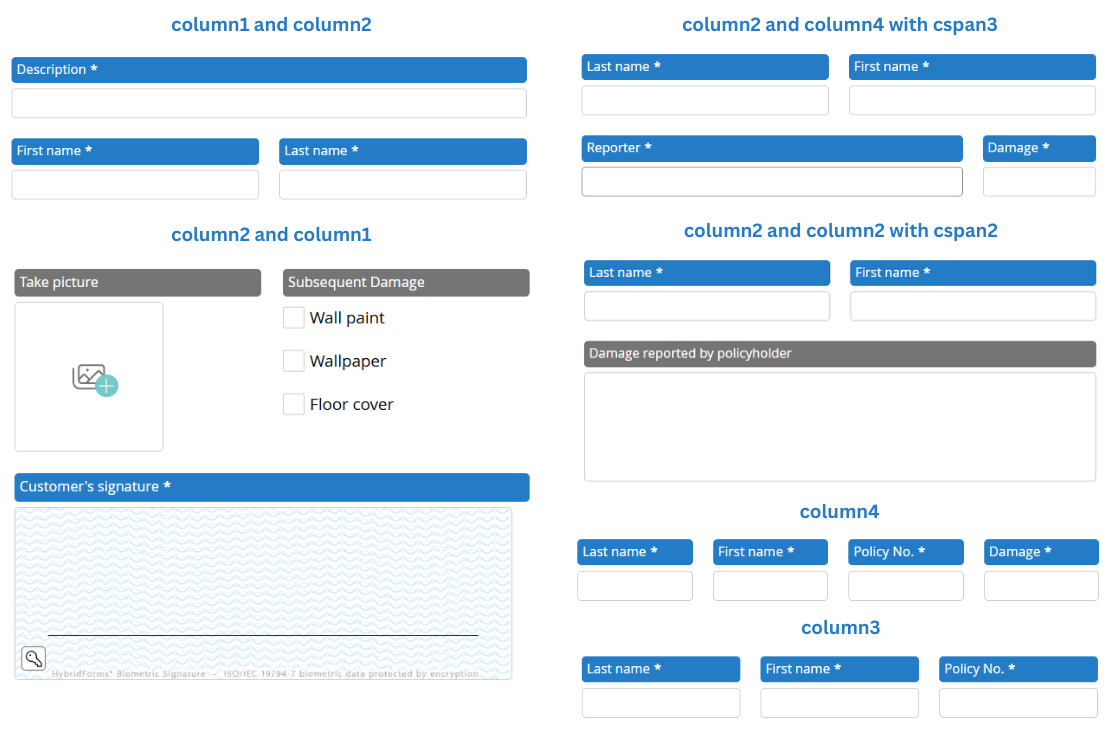 column1 and column2
Description *
First name *
Last name *
column2 and column1
Take picture
Subsequent Damage
Wall paint
Wallpaper
Floor cover
Customer's signature *
HybridForms® Biometric Signature - ISO/IEC 19794-7 biometric data protected by encryption
column2 and column4 with cspan3
Last name *
First name *
Reporter *
Damage *
column2 and column2 with cspan2
Last name *
First name *
Damage reported by policyholder
column4
Last name *
First name *
Policy No. *
Damage *
column3
Last name *
First name *
Policy No. *